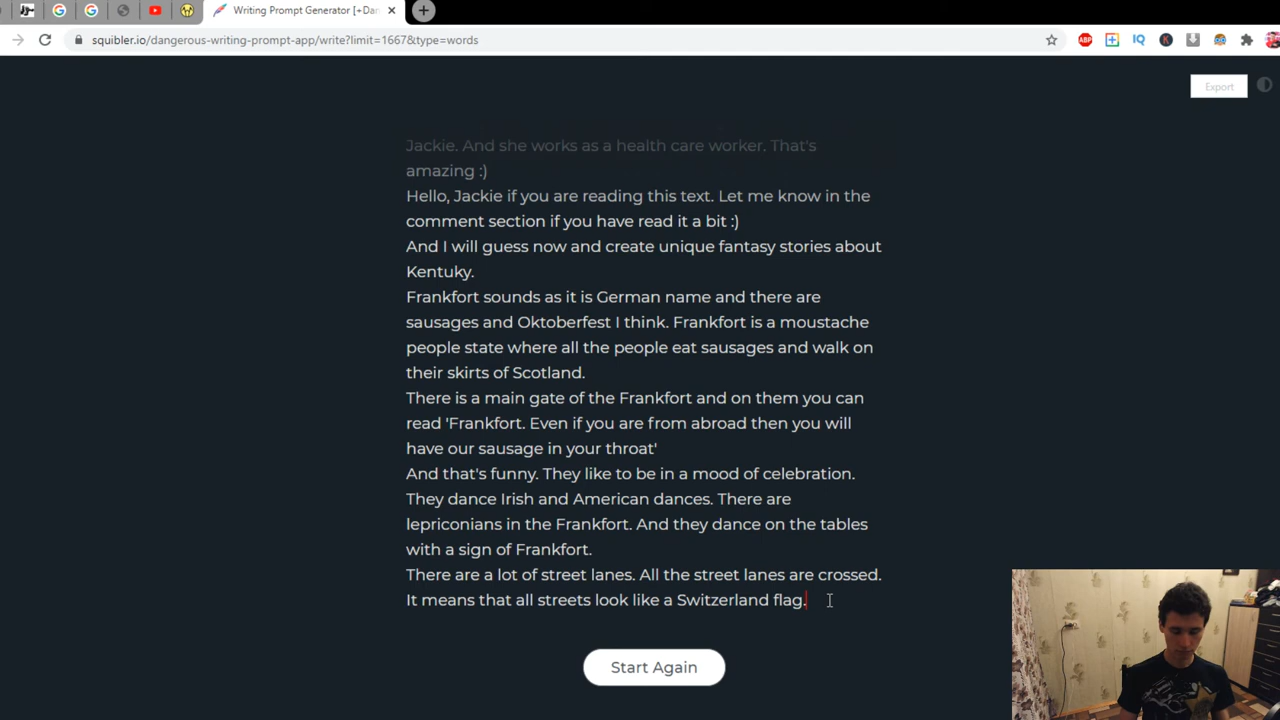 Writing Prompt Generator [+Dan
squibler.io/dangerous-writing-prompt-app/write?limit=1667&type=words
ABP
IQ
K
Export
Jackie. And she works as a health care worker. That's
amazing :)
Hello, Jackie if you are reading this text. Let me know in the
comment section if you have read it a bit :)
And I will guess now and create unique fantasy stories about
Kentuky.
Frankfort sounds as it is German name and there are
sausages and Oktoberfest I think. Frankfort is a moustache
people state where all the people eat sausages and walk on
their skirts of Scotland.
There is a main gate of the Frankfort and on them you can
read 'Frankfort. Even if you are from abroad then you will
have our sausage in your throat'
And that's funny. They like to be in a mood of celebration.
They dance Irish and American dances. There are
lepriconians in the Frankfort. And they dance on the tables
with a sign of Frankfort.
There are a lot of street lanes. All the street lanes are crossed.
It means that all streets look like a Switzerland flag.
Start Again